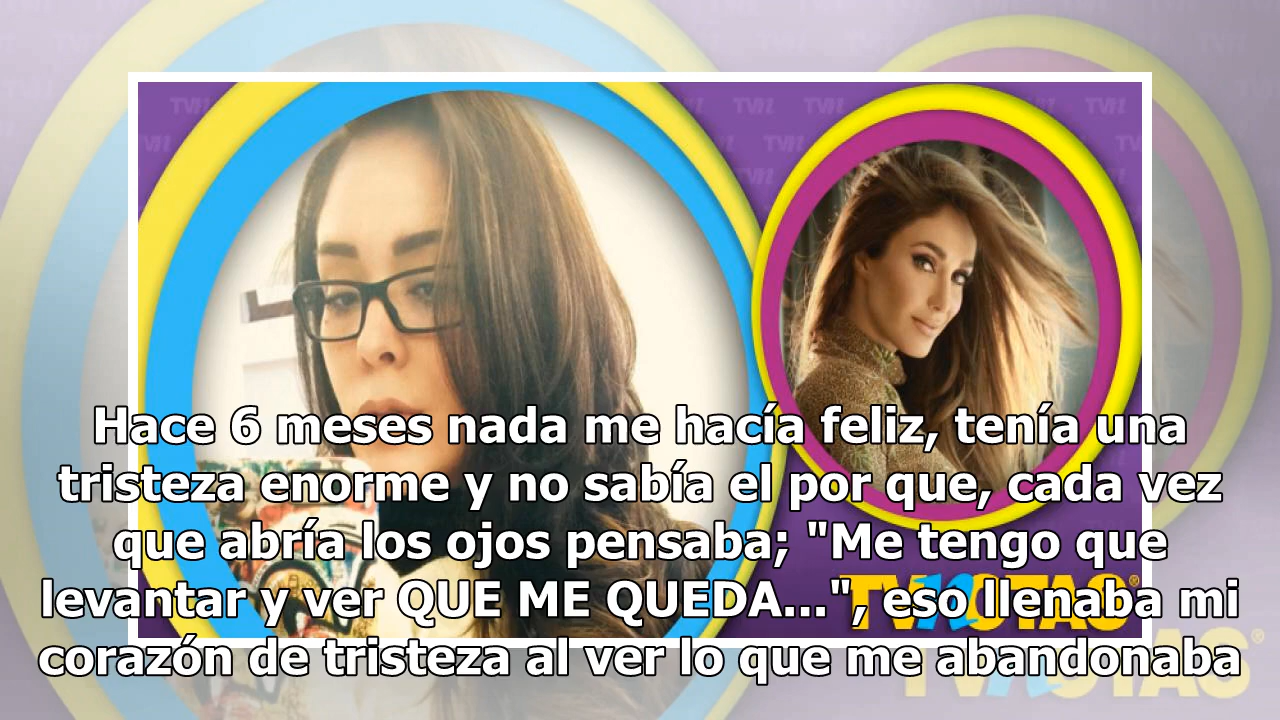 Hace 6 meses nada me hacía feliz, tenía una
tristeza enorme y no sabía el por que, cada vez
que abría los ojos pensaba; "Me tengo que
levantar y ver QUE ME QUEDA...", eso llenaba mi
corazón de tristeza al ver lo que me abandonaba
TVNOTAS®
TVNOTAS®